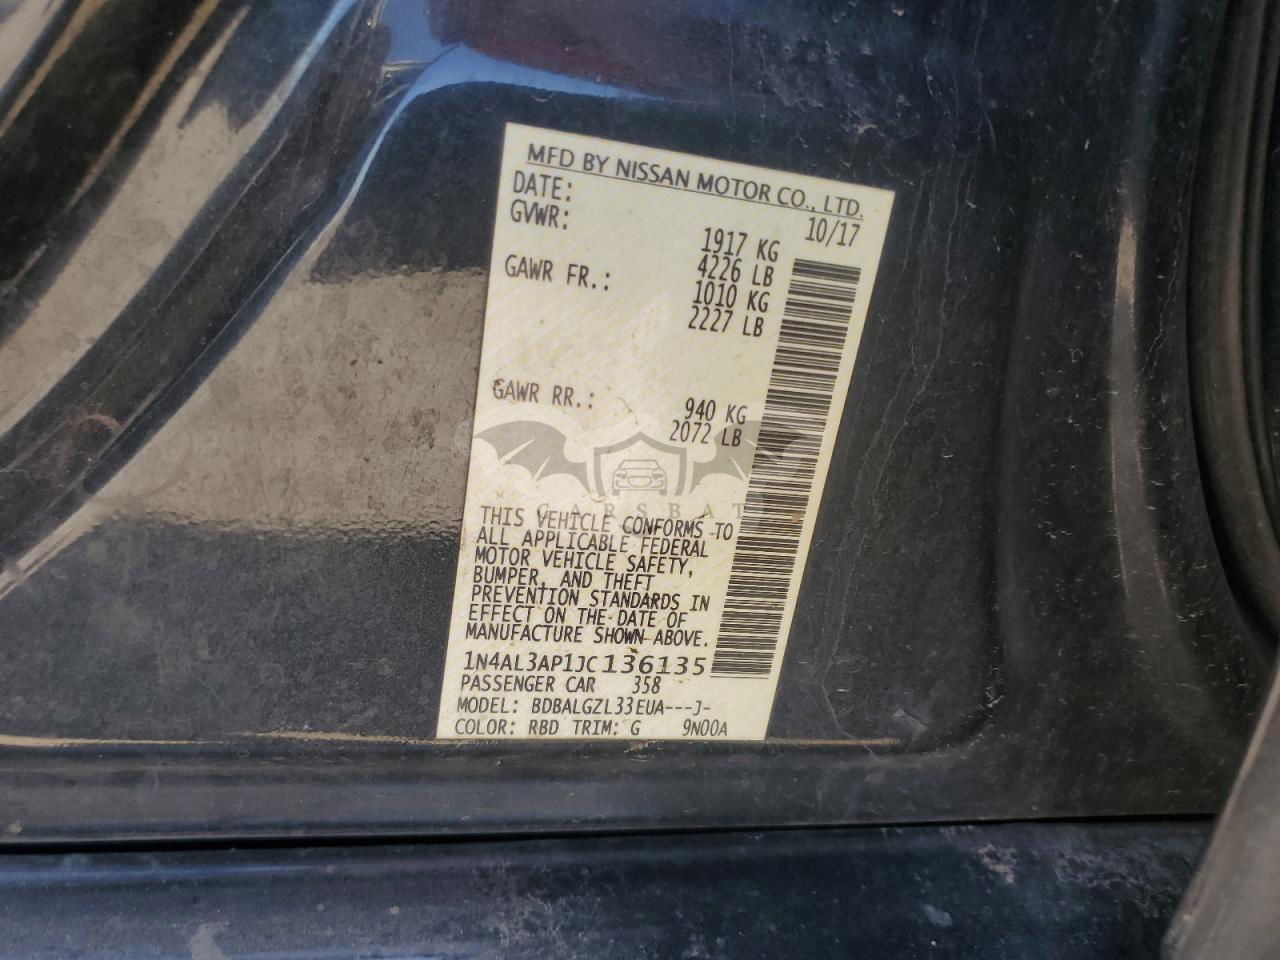 MFD BY NISSAN MOTOR CO., LTD.
DATE: 10/17
GVWR: 1917 KG
4226 LB
GAWR FR.: 1010 KG
2227 LB
GAWR RR.: 940 KG
2072 LB
CARSBAT
THIS VEHICLE CONFORMS TO
ALL APPLICABLE FEDERAL
MOTOR VEHICLE SAFETY,
BUMPER, AND THEFT
PREVENTION STANDARDS IN
EFFECT ON THE DATE OF
MANUFACTURE SHOWN ABOVE.
1N4AL3AP1JC136135
PASSENGER CAR 358
MODEL: BDBALGZL33EUA---J-
COLOR: RBD TRIM: G 9N00A